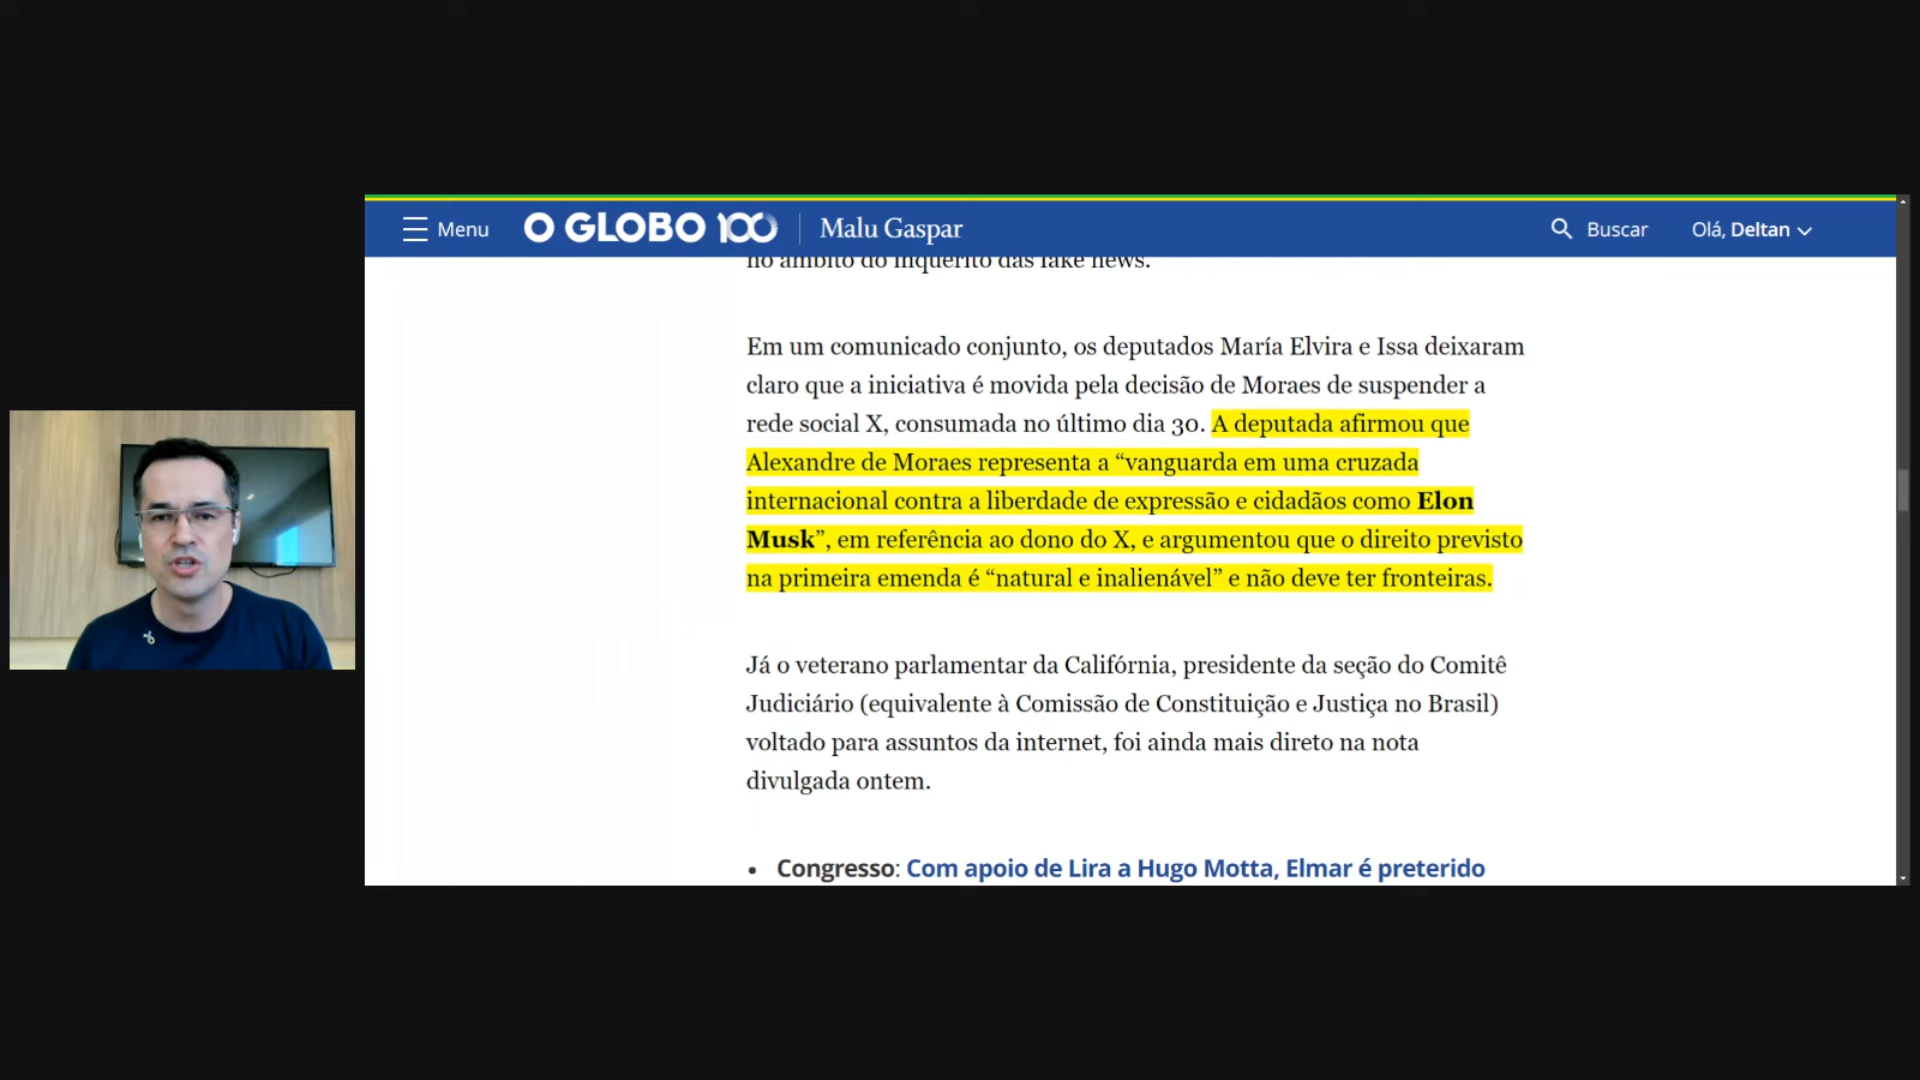 Menu O GLOBO 100 Malu Gaspar Buscar Olá, Deltan
no âmbito do inquérito das fake news.
Em um comunicado conjunto, os deputados María Elvira e Issa deixaram
claro que a iniciativa é movida pela decisão de Moraes de suspender a
rede social X, consumada no último dia 30. A deputada afirmou que
Alexandre de Moraes representa a “vanguarda em uma cruzada
internacional contra a liberdade de expressão e cidadãos como Elon
Musk”, em referência ao dono do X, e argumentou que o direito previsto
na primeira emenda é “natural e inalienável” e não deve ter fronteiras.
Já o veterano parlamentar da Califórnia, presidente da seção do Comitê
Judiciário (equivalente à Comissão de Constituição e Justiça no Brasil)
voltado para assuntos da internet, foi ainda mais direto na nota
divulgada ontem.
• Congresso: Com apoio de Lira a Hugo Motta, Elmar é preterido